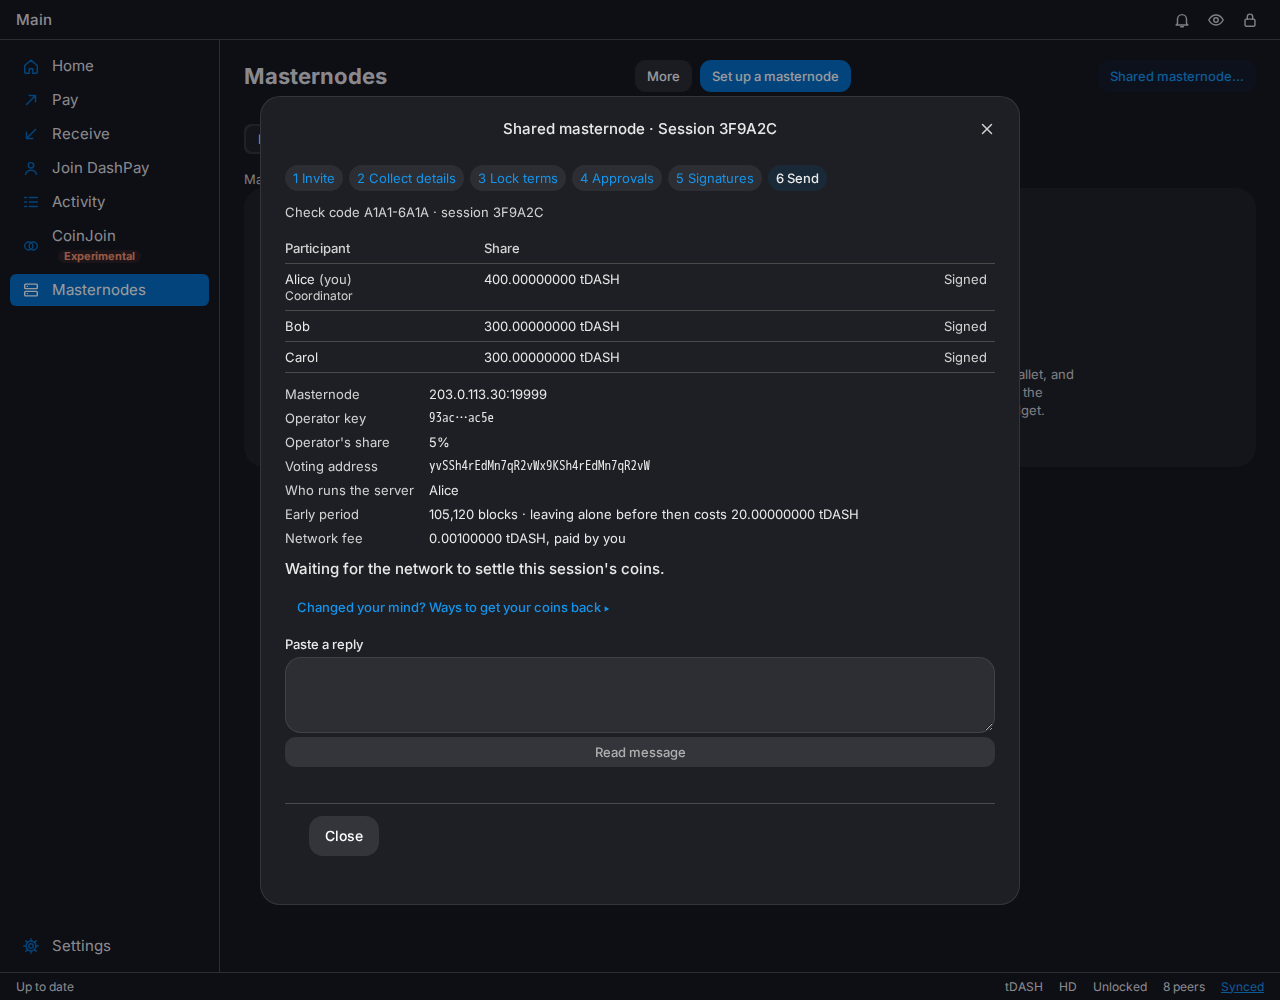 Main
Home
Pay
Receive
Join DashPay
Activity
CoinJoin
Experimental
Masternodes
Settings
Masternodes
More
Set up a masternode
Shared masternode...
Ma
allet, and
the
get.
Shared masternode · Session 3F9A2C
1 Invite
2 Collect details
3 Lock terms
4 Approvals
5 Signatures
6 Send
Check code A1A1-6A1A · session 3F9A2C
Participant Share
Alice (you) 400.00000000 tDASH Signed
Coordinator
Bob 300.00000000 tDASH Signed
Carol 300.00000000 tDASH Signed
Masternode 203.0.113.30:19999
Operator key 93ac…ac5e
Operator's share 5%
Voting address yvSSh4rEdMn7qR2vWx9KSh4rEdMn7qR2vW
Who runs the server Alice
Early period 105,120 blocks · leaving alone before then costs 20.00000000 tDASH
Network fee 0.00100000 tDASH, paid by you
Waiting for the network to settle this session's coins.
Changed your mind? Ways to get your coins back ▸
Paste a reply
Read message
Close
Up to date
tDASH HD Unlocked 8 peers Synced